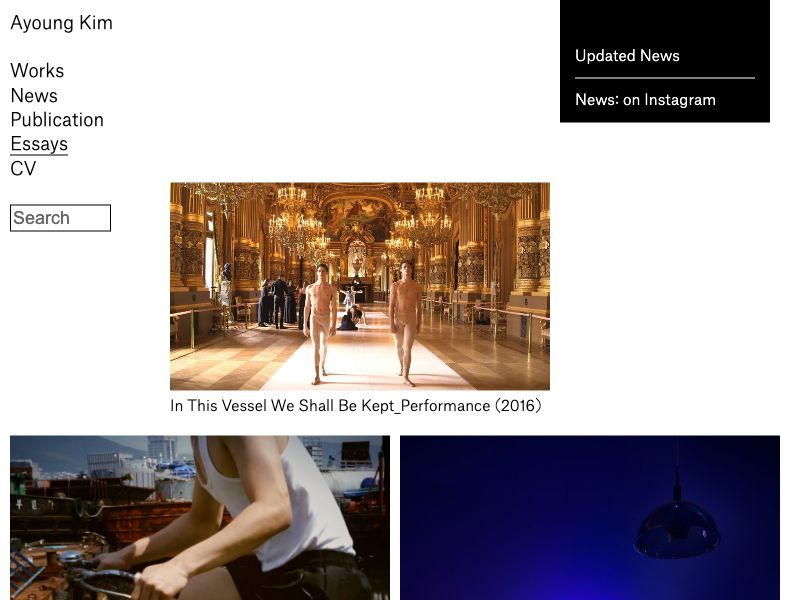 Ayoung Kim
Works
News
Publication
Essays
CV
Search
Updated News
News: on Instagram
In This Vessel We Shall Be Kept_Performance (2016)